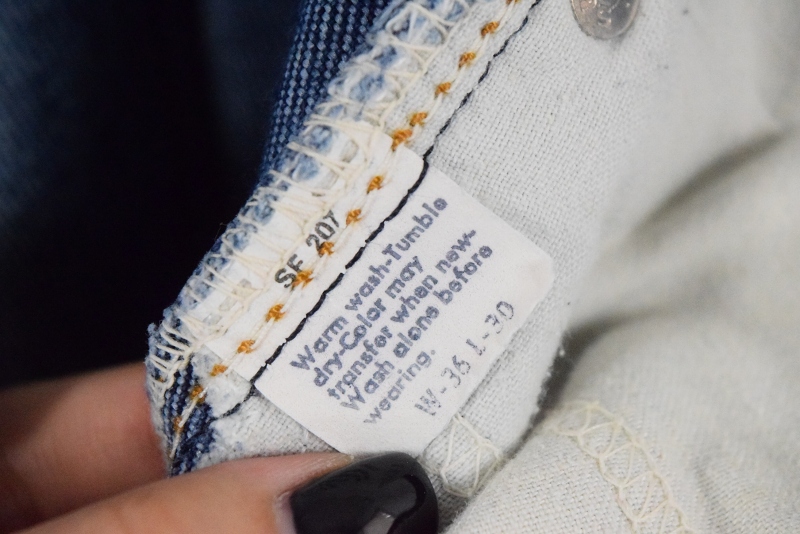 SF 207
Warm wash-Tumble
dry-Color may
transfer when new-
Wash alone before
wearing.
W-36 L-30